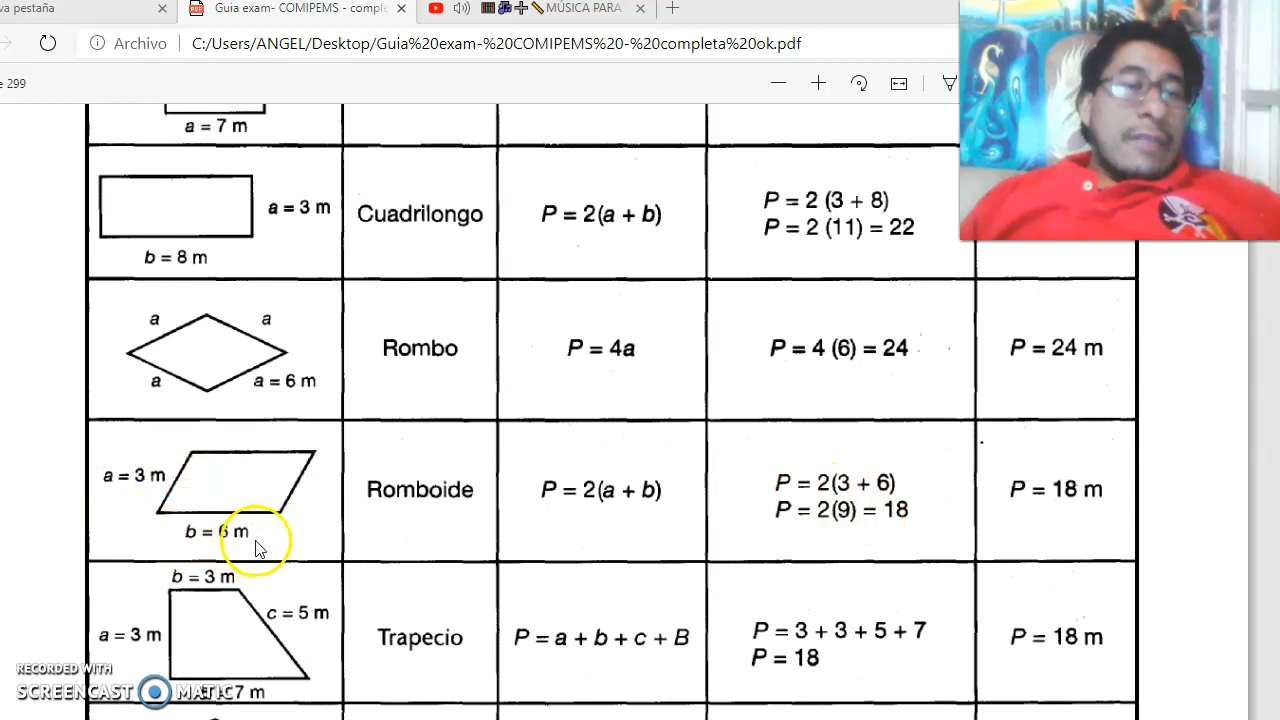 va pestaña
Guia exam- COMIPEMS - comple
MÚSICA PARA
Archivo
C:/Users/ANGEL/Desktop/Guia%20exam-%20COMIPEMS%20-%20completa%20ok.pdf
e 299
a = 7 m
a = 3 m
b = 8 m
Cuadrilongo
P = 2(a + b)
P = 2 (3 + 8)
P = 2 (11) = 22
a
a
a
a = 6 m
Rombo
P = 4a
P = 4 (6) = 24
P = 24 m
a = 3 m
b = 6 m
Romboide
P = 2(a + b)
P = 2(3 + 6)
P = 2(9) = 18
P = 18 m
b = 3 m
c = 5 m
a = 3 m
7 m
Trapecio
P = a + b + c + B
P = 3 + 3 + 5 + 7
P = 18
P = 18 m
RECORDED WITH
SCREENCAST MATIC